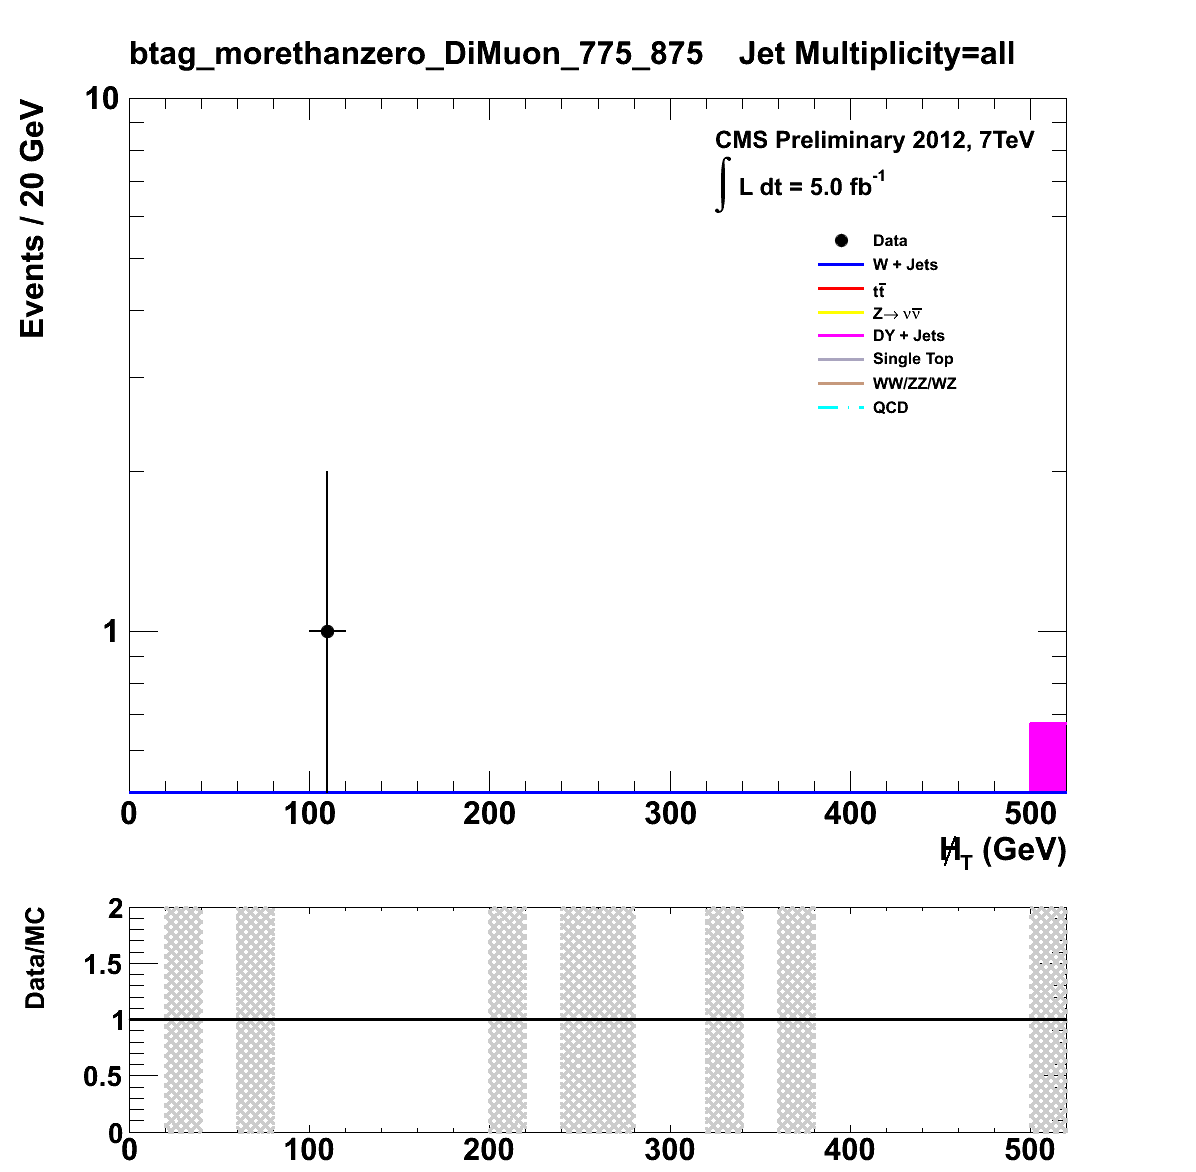 btag_morethanzero_DiMuon_775_875 Jet Multiplicity=all
Events / 20 GeV
10
1
CMS Preliminary 2012, 7TeV
∫ L dt = 5.0 fb⁻¹
Data
W + Jets
tt̅
Z→ νν̅
DY + Jets
Single Top
WW/ZZ/WZ
QCD
0 100 200 300 400 500
H̸_T (GeV)
Data/MC
2
1.5
1
0.5
0
0 100 200 300 400 500